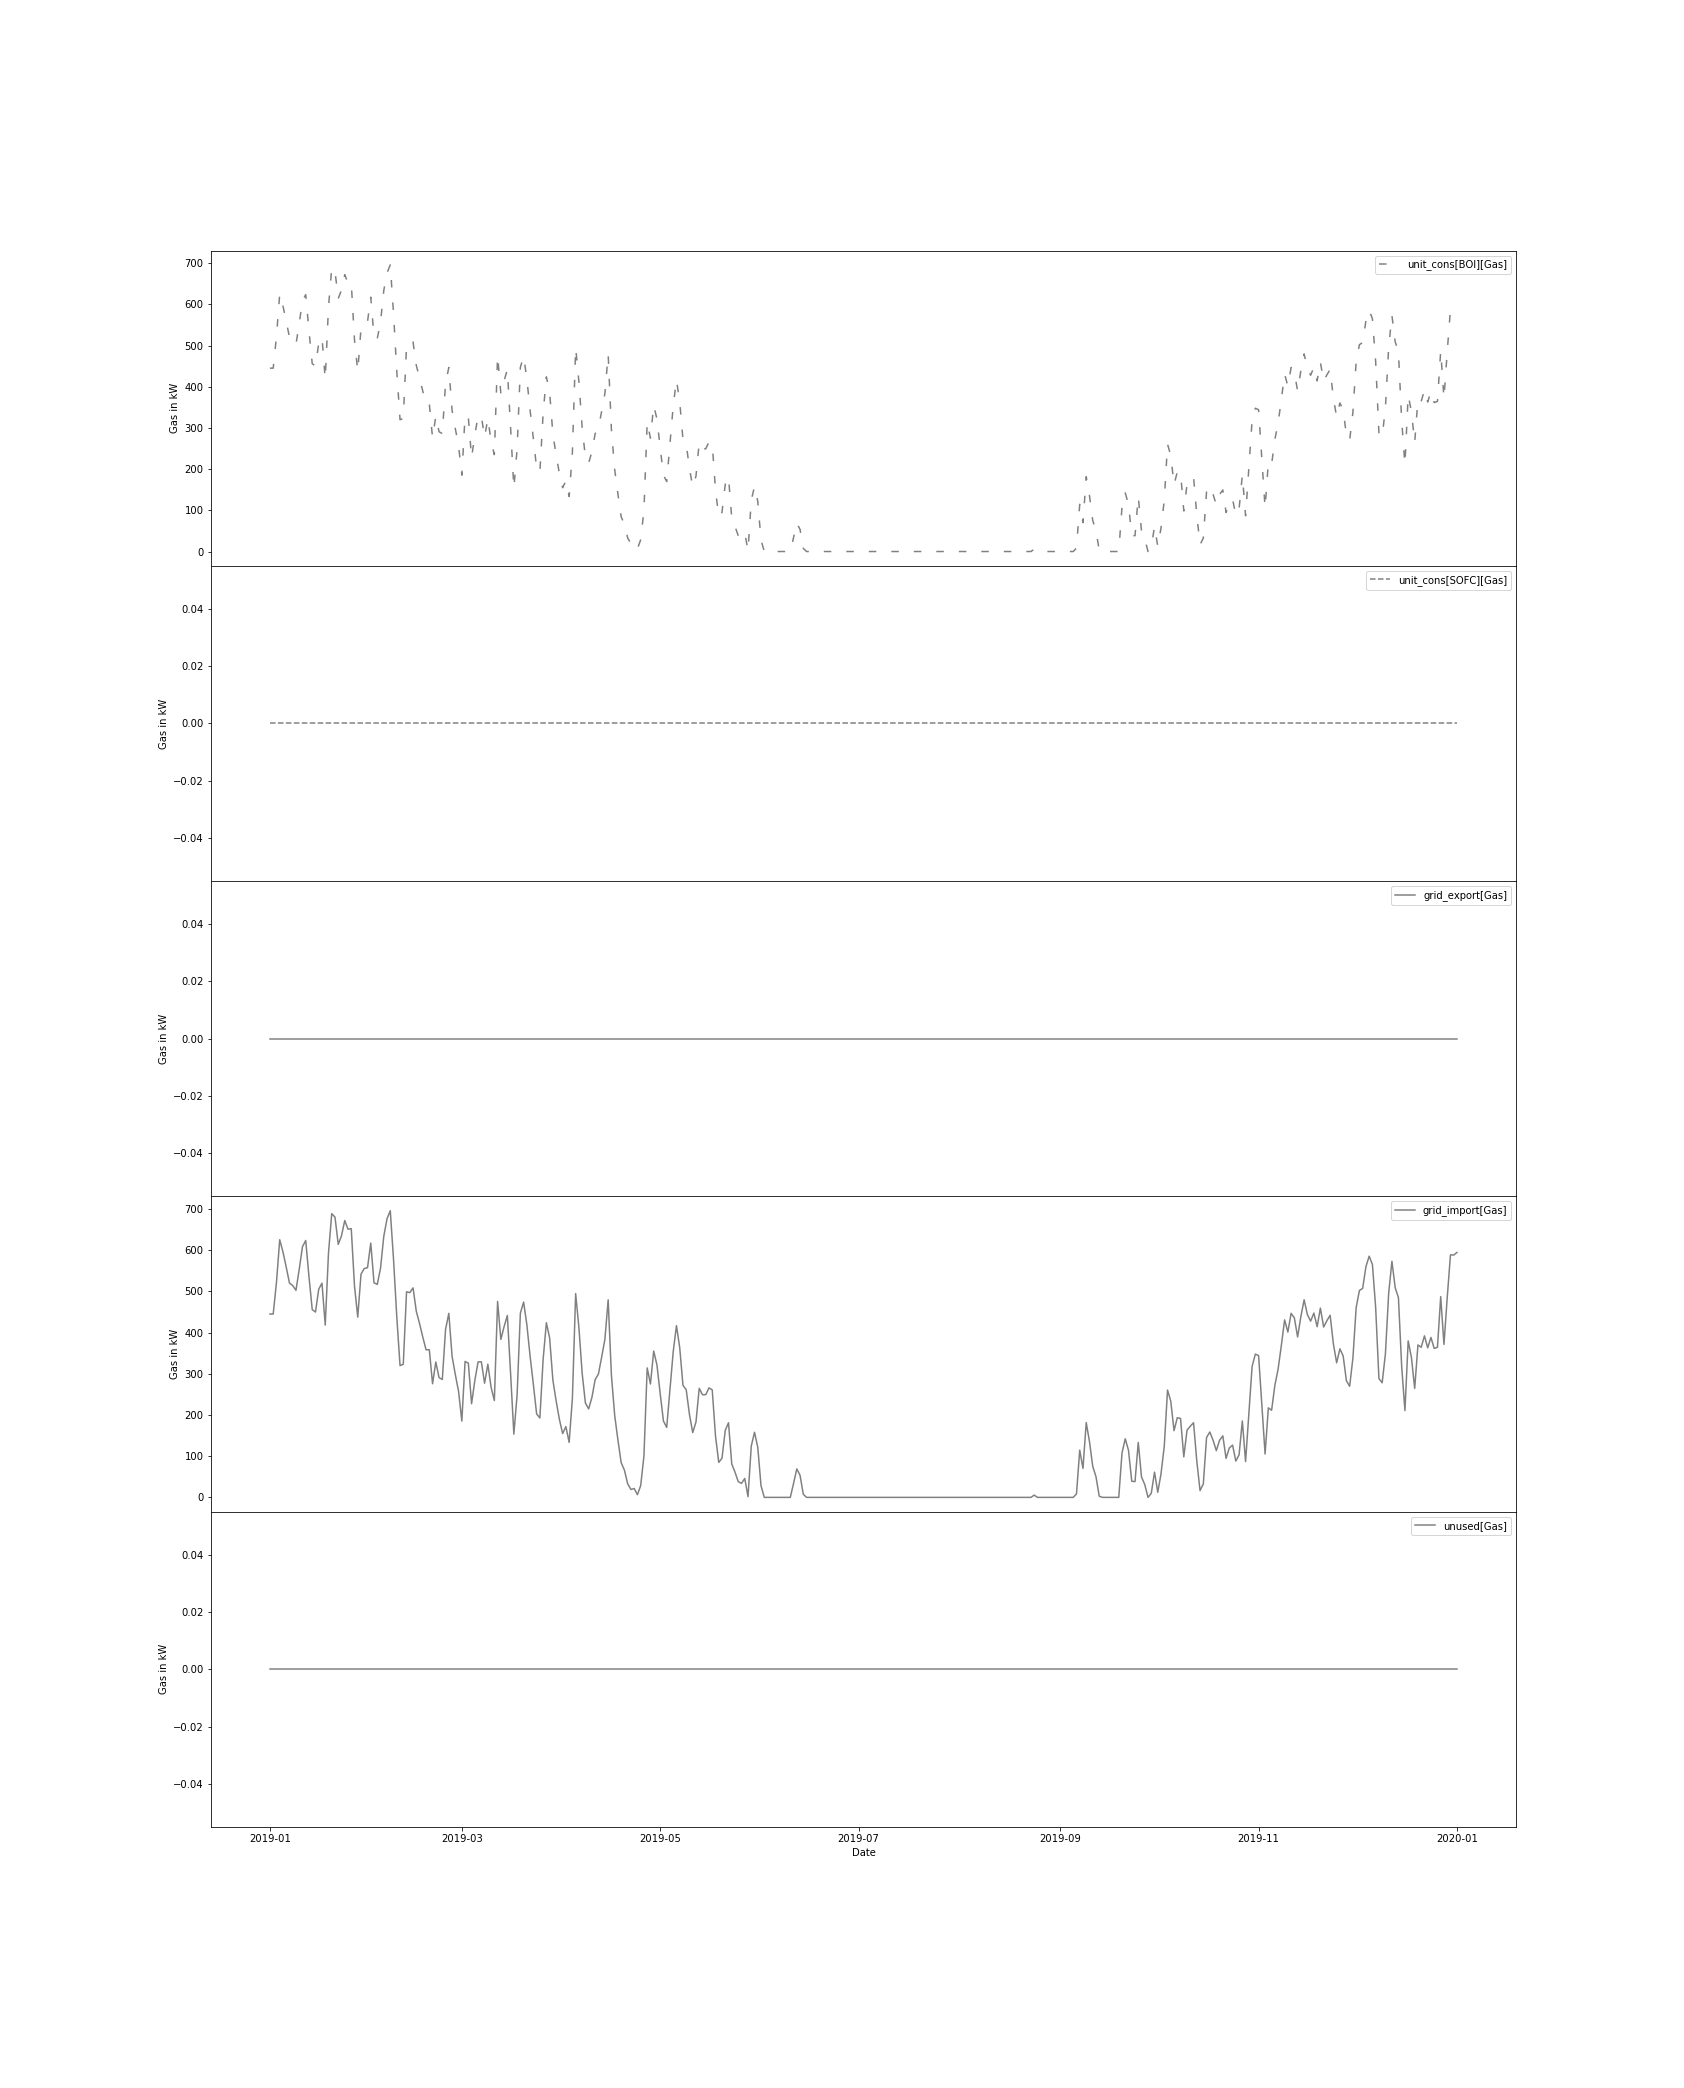 700
600
500
400
300
200
100
0
Gas in kW
unit_cons[BOI][Gas]
0.04
0.02
0.00
−0.02
−0.04
Gas in kW
unit_cons[SOFC][Gas]
0.04
0.02
0.00
−0.02
−0.04
Gas in kW
grid_export[Gas]
700
600
500
400
300
200
100
0
Gas in kW
grid_import[Gas]
0.04
0.02
0.00
−0.02
−0.04
Gas in kW
unused[Gas]
2019-01 2019-03 2019-05 2019-07 2019-09 2019-11 2020-01
Date